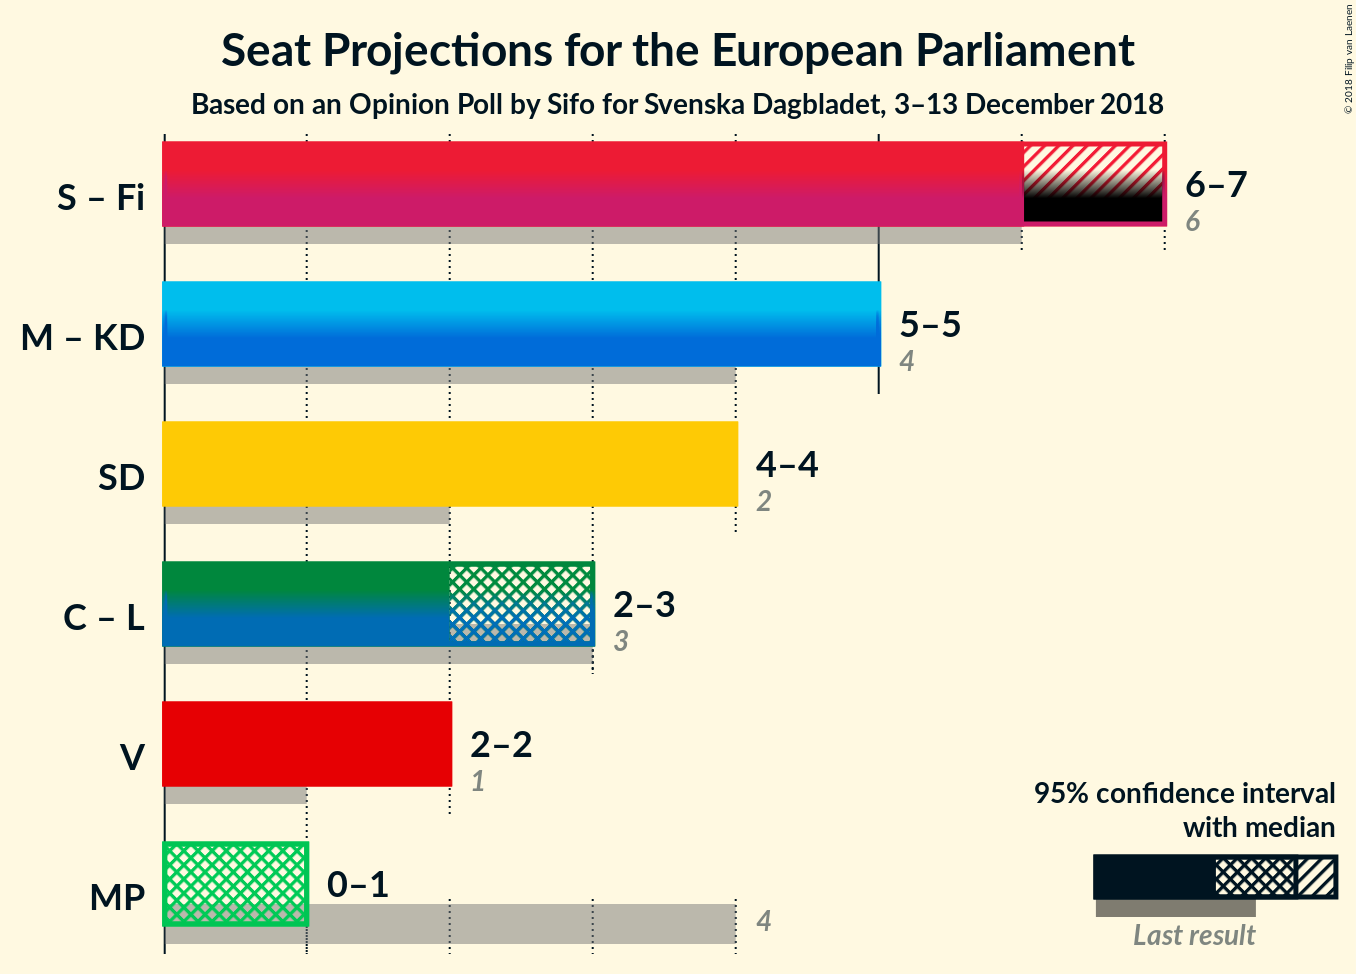 Seat Projections for the European Parliament
Based on an Opinion Poll by Sifo for Svenska Dagbladet, 3–13 December 2018
© 2018 Filip van Laenen
S – Fi
6–7
6
M – KD
5–5
4
SD
4–4
2
C – L
2–3
3
V
2–2
1
MP
0–1
4
95% confidence interval
with median
Last result